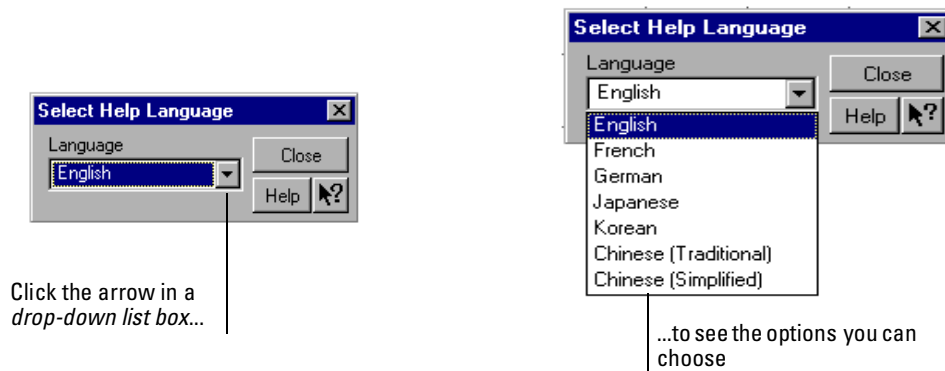 Select Help Language
Language
English
Close
Help
?
Click the arrow in a
drop-down list box...
Select Help Language
Language
English
Close
Help
?
English
French
German
Japanese
Korean
Chinese (Traditional)
Chinese (Simplified)
...to see the options you can
choose